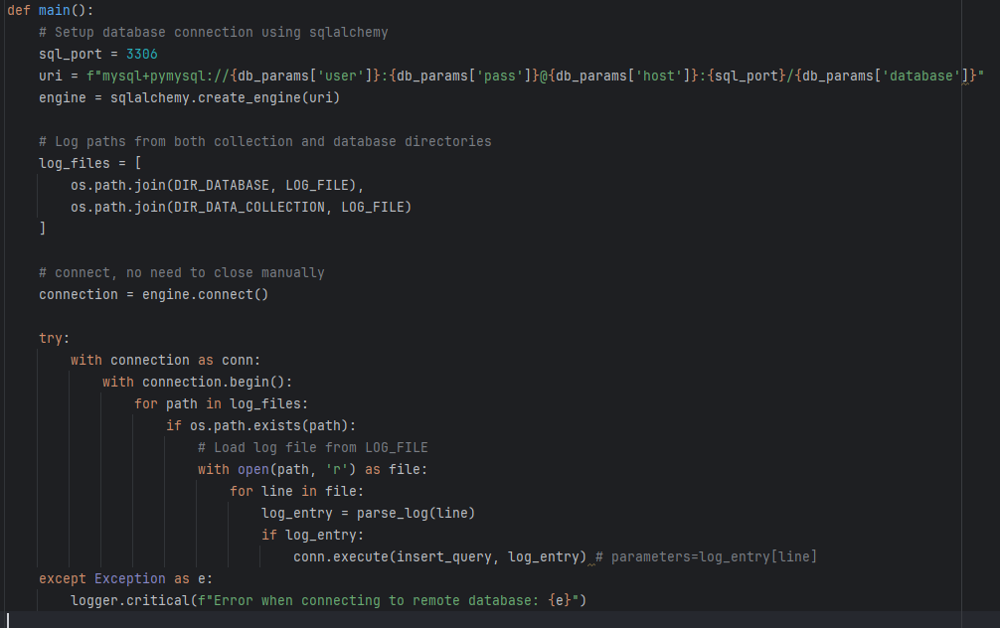 def main():
    # Setup database connection using sqlalchemy
    sql_port = 3306
    uri = f"mysql+pymysql://{db_params['user']}:{db_params['pass']}@{db_params['host']}:{sql_port}/{db_params['database']}"
    engine = sqlalchemy.create_engine(uri)

    # Log paths from both collection and database directories
    log_files = [
        os.path.join(DIR_DATABASE, LOG_FILE),
        os.path.join(DIR_DATA_COLLECTION, LOG_FILE)
    ]

    # connect, no need to close manually
    connection = engine.connect()

    try:
        with connection as conn:
            with connection.begin():
                for path in log_files:
                    if os.path.exists(path):
                        # Load log file from LOG_FILE
                        with open(path, 'r') as file:
                            for line in file:
                                log_entry = parse_log(line)
                                if log_entry:
                                    conn.execute(insert_query, log_entry) # parameters=log_entry[line]
    except Exception as e:
        logger.critical(f"Error when connecting to remote database: {e}")